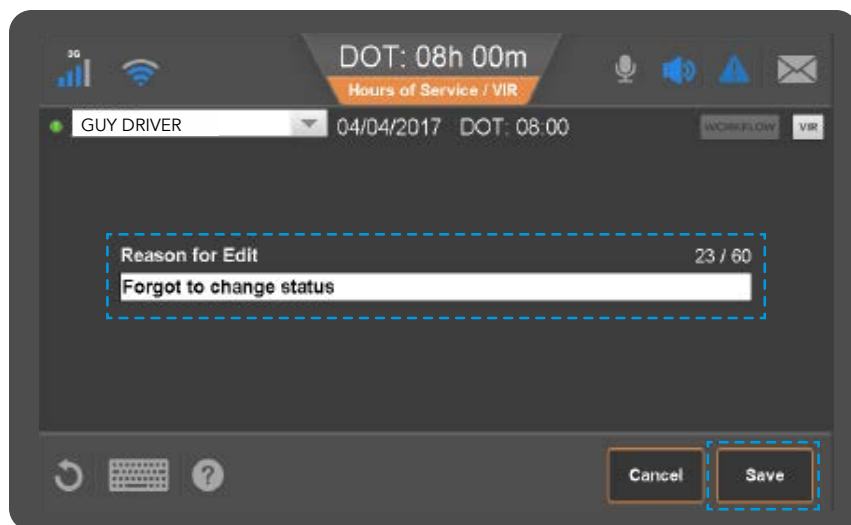 3G
DOT: 08h 00m
Hours of Service / VIR
GUY DRIVER
04/04/2017 DOT: 08:00
WORKFLOW
VIR
Reason for Edit
23 / 60
Forgot to change status
?
Cancel
Save